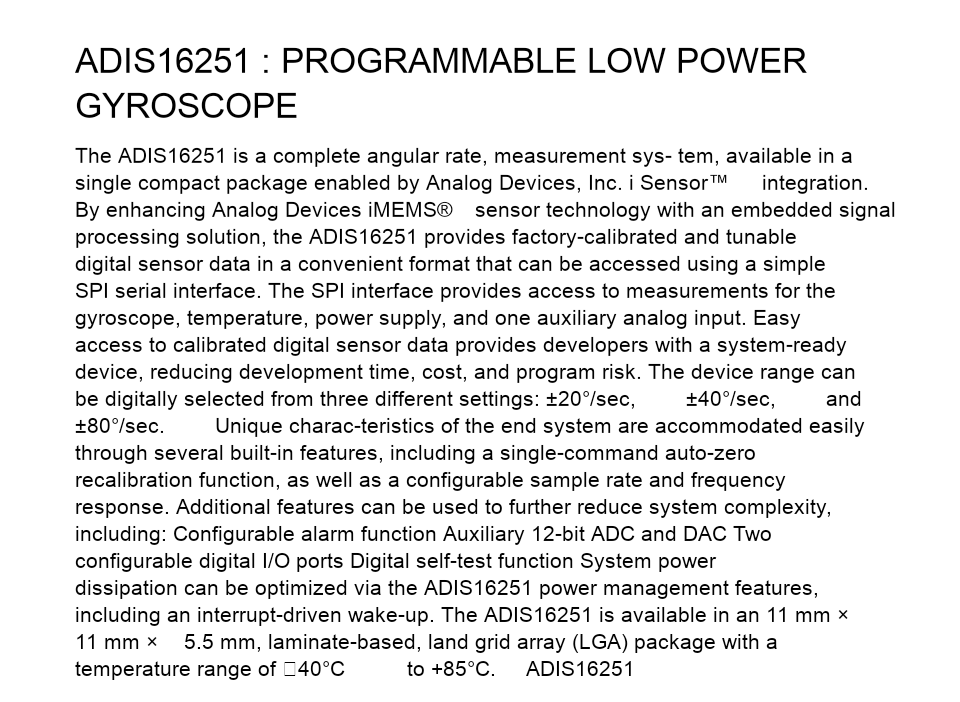 ADIS16251 : PROGRAMMABLE LOW POWER
GYROSCOPE
The ADIS16251 is a complete angular rate, measurement sys- tem, available in a
single compact package enabled by Analog Devices, Inc. i Sensor™ integration.
By enhancing Analog Devices iMEMS® sensor technology with an embedded signal
processing solution, the ADIS16251 provides factory-calibrated and tunable
digital sensor data in a convenient format that can be accessed using a simple
SPI serial interface. The SPI interface provides access to measurements for the
gyroscope, temperature, power supply, and one auxiliary analog input. Easy
access to calibrated digital sensor data provides developers with a system-ready
device, reducing development time, cost, and program risk. The device range can
be digitally selected from three different settings: ±20°/sec, ±40°/sec, and
±80°/sec. Unique charac-teristics of the end system are accommodated easily
through several built-in features, including a single-command auto-zero
recalibration function, as well as a configurable sample rate and frequency
response. Additional features can be used to further reduce system complexity,
including: Configurable alarm function Auxiliary 12-bit ADC and DAC Two
configurable digital I/O ports Digital self-test function System power
dissipation can be optimized via the ADIS16251 power management features,
including an interrupt-driven wake-up. The ADIS16251 is available in an 11 mm ×
11 mm × 5.5 mm, laminate-based, land grid array (LGA) package with a
temperature range of □40°C to +85°C. ADIS16251